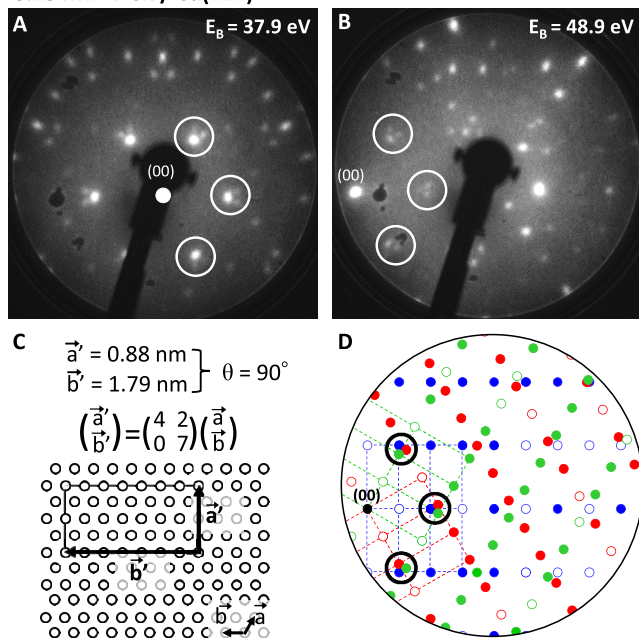 A
E_B = 37.9 eV
(00)
B
E_B = 48.9 eV
(00)
C
a⃗' = 0.88 nm
b⃗' = 1.79 nm
θ = 90°
(a⃗' b⃗') = (4 2 0 7)(a⃗ b⃗)
a⃗'
b⃗'
b⃗
a⃗
D
(00)